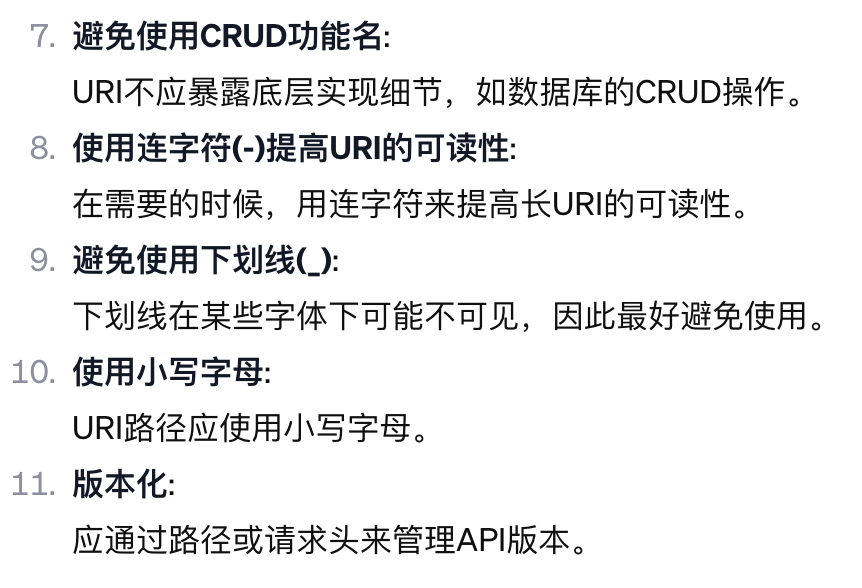 7. 避免使用CRUD功能名:
URI不应暴露底层实现细节，如数据库的CRUD操作。
8. 使用连字符(-)提高URI的可读性:
在需要的时候，用连字符来提高长URI的可读性。
9. 避免使用下划线(_):
下划线在某些字体下可能不可见，因此最好避免使用。
10. 使用小写字母:
URI路径应使用小写字母。
11. 版本化:
应通过路径或请求头来管理API版本。